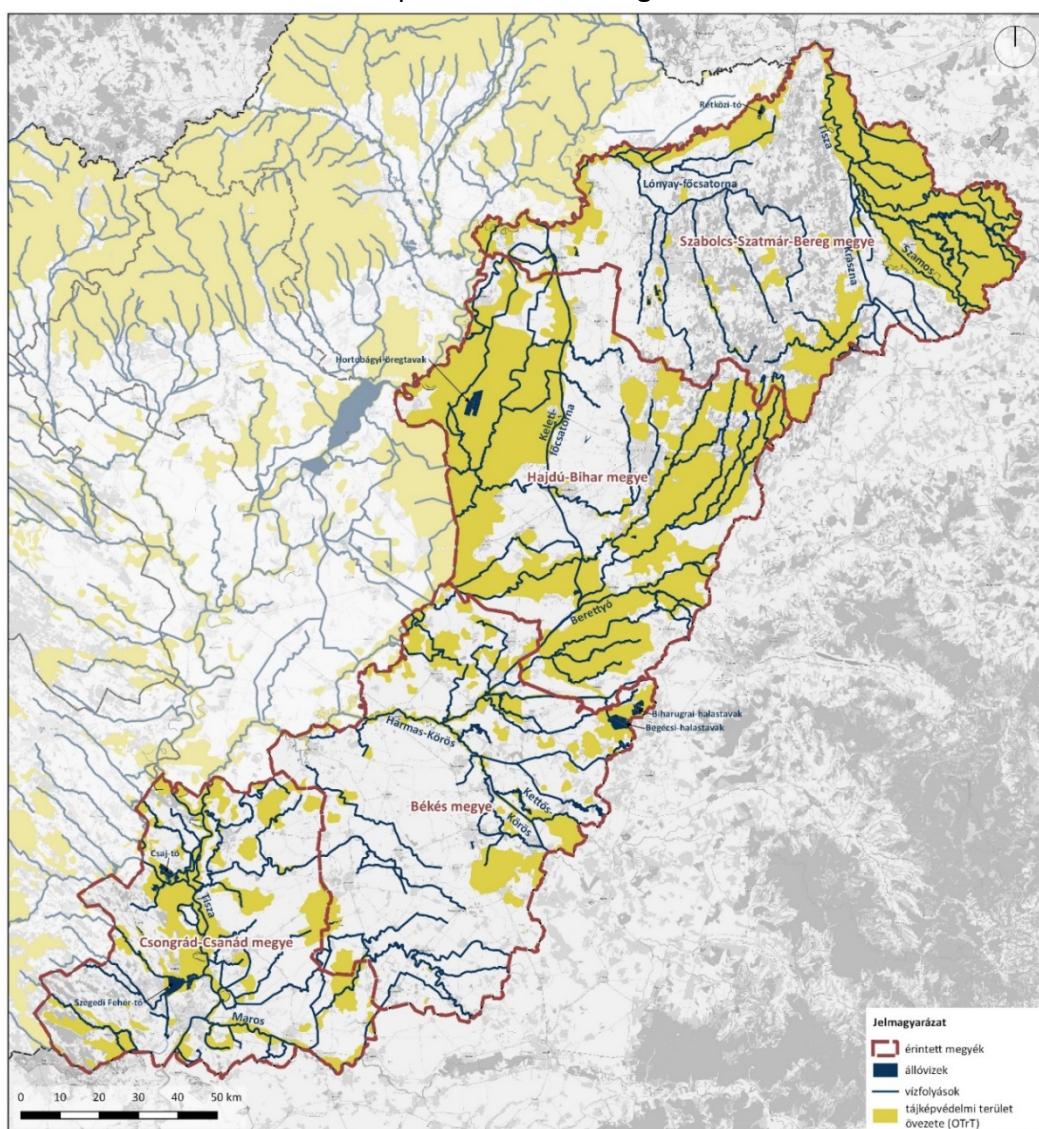 Rétközi-tó
Tisza
Lónyay-főcsatorna
Szabolcs-Szatmár-Bereg megye
Kraszna
Szamos
Hortobágyi-öregtavak
Keleti-
főcsatorna
Hajdú-Bihar megye
Berettyó
Biharugrai-halastavak
Begécsi-halastavak
Hármas-Körös
Békés megye
Kettős-
Körös
Csaj-tó
Tisza
Csongrád-Csanád megye
Szegedi Fehér-tó
Maros
Jelmagyarázat
érintett megyék
állóvizek
vízfolyások
tájképvédelmi terület
övezete (OTrT)
0 10 20 30 40 50 km